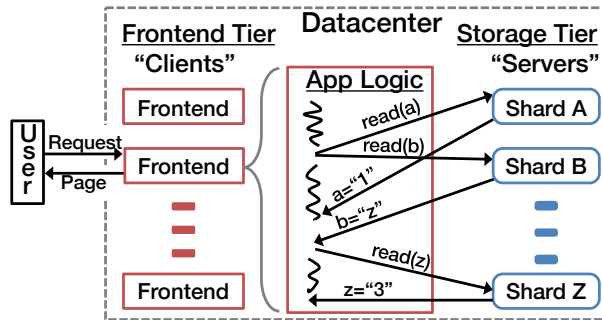 Datacenter
Frontend Tier
"Clients"
Storage Tier
"Servers"
App Logic
Frontend
read(a)
Shard A
User
Request
Page
Frontend
read(b)
Shard B
a="1"
b="z"
read(z)
Frontend
z="3"
Shard Z